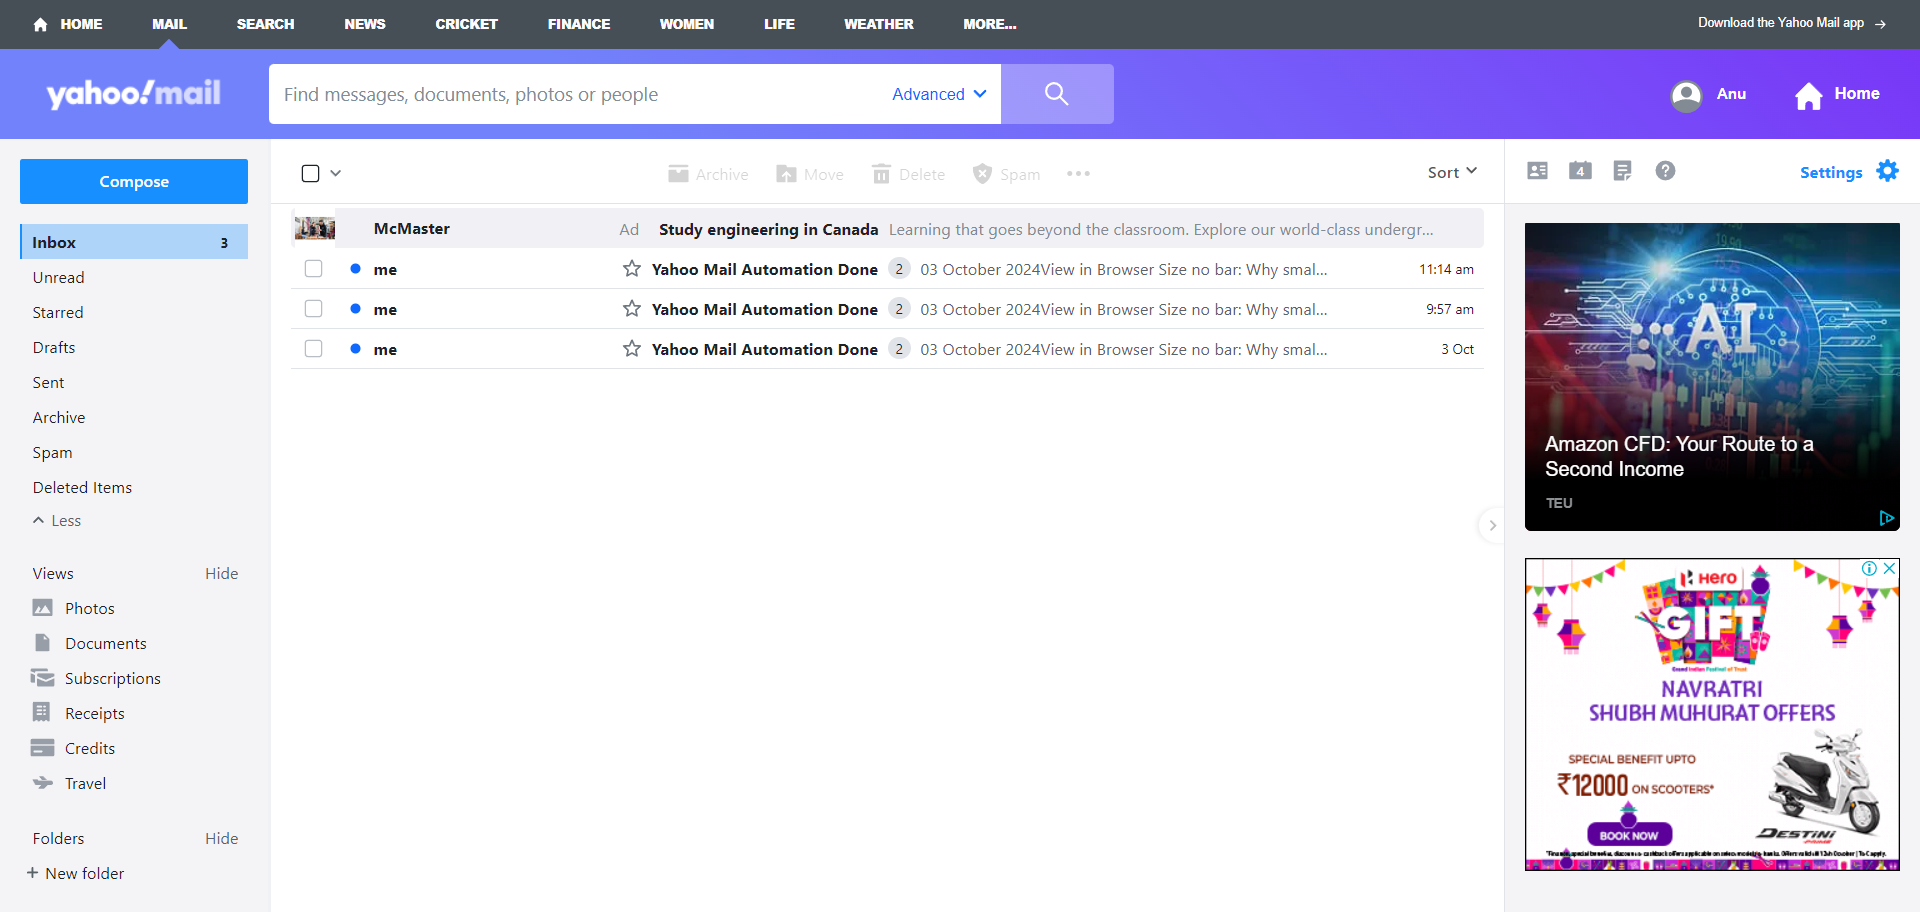 HOME MAIL SEARCH NEWS CRICKET FINANCE WOMEN LIFE WEATHER MORE... Download the Yahoo Mail app →
yahoo!mail
Find messages, documents, photos or people Advanced
Anu Home
Compose
Archive Move Delete Spam ••• Sort
4
Settings
Inbox 3
Unread
Starred
Drafts
Sent
Archive
Spam
Deleted Items
Less
Views Hide
Photos
Documents
Subscriptions
Receipts
Credits
Travel
Folders Hide
+ New folder
McMaster Ad Study engineering in Canada Learning that goes beyond the classroom. Explore our world-class undergr...
me Yahoo Mail Automation Done 2 03 October 2024View in Browser Size no bar: Why smal... 11:14 am
me Yahoo Mail Automation Done 2 03 October 2024View in Browser Size no bar: Why smal... 9:57 am
me Yahoo Mail Automation Done 2 03 October 2024View in Browser Size no bar: Why smal... 3 Oct
AI
Amazon CFD: Your Route to a
Second Income
TEU
Hero
GIFT
Grand Indian Festival of Trust
NAVRATRI
SHUBH MUHURAT OFFERS
SPECIAL BENEFIT UPTO
₹12000 ON SCOOTERS*
BOOK NOW
DESTINI